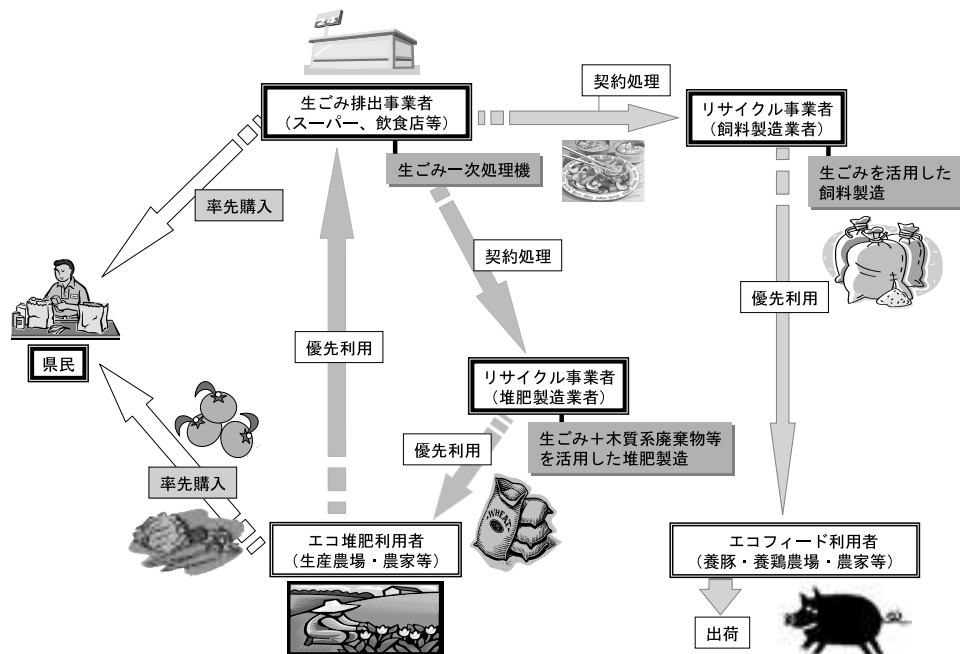 24
生ごみ排出事業者
(スーパー、飲食店等)
契約処理
リサイクル事業者
(飼料製造業者)
生ごみ一次処理機
生ごみを活用した
飼料製造
率先購入
契約処理
優先利用
優先利用
県民
リサイクル事業者
(堆肥製造業者)
生ごみ+木質系廃棄物等
を活用した堆肥製造
優先利用
率先購入
WHEAT
エコ堆肥利用者
(生産農場・農家等)
エコフィード利用者
(養豚・養鶏農場・農家等)
出荷